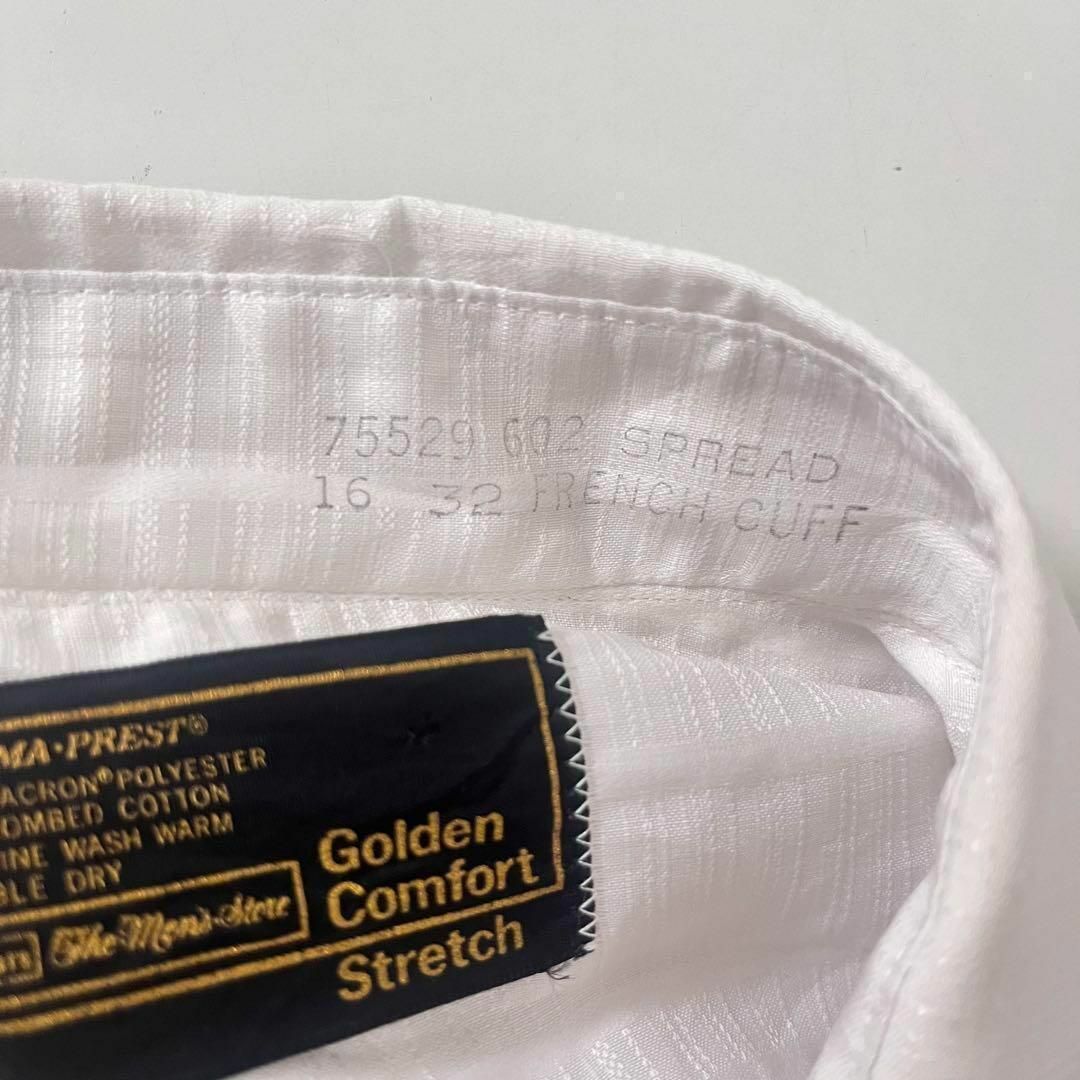 75529 602 SPREAD
16 32 FRENCH CUFF
MA·PREST®
ACRON® POLYESTER
OMBED COTTON
INE WASH WARM
BLE DRY
The Men's Store
Golden
Comfort
Stretch